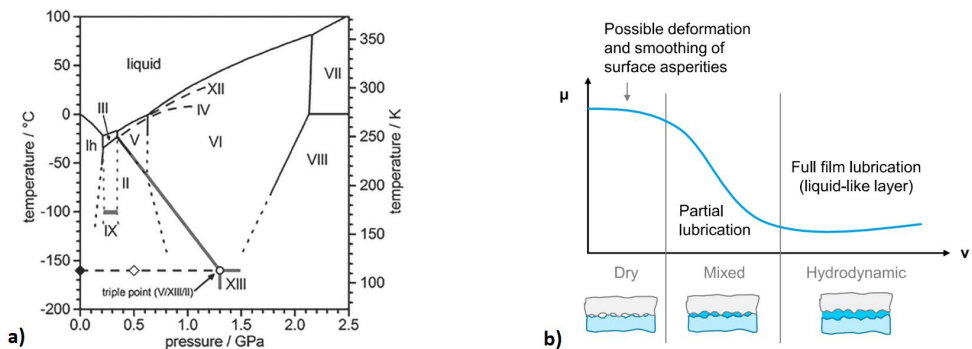 100
50
0
-50
-100
-150
-200
temperature / °C
350
300
250
200
150
100
temperature / K
0.0
0.5
1.0
1.5
2.0
2.5
pressure / GPa
liquid
III
XII
IV
VII
Ih
V
VI
II
VIII
IX
XIII
triple point (V/XIII/II)
a)
Possible deformation
and smoothing of
surface asperities
μ
Full film lubrication
(liquid-like layer)
Partial
lubrication
v
Dry
Mixed
Hydrodynamic
b)